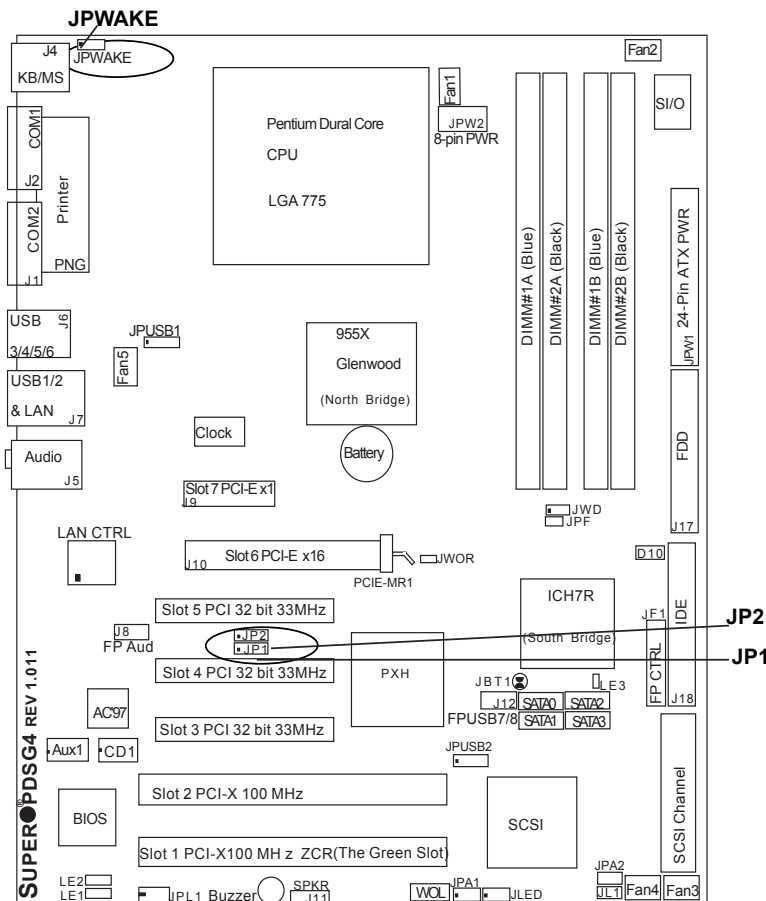 JPWAKE
J4
JPWAKE
KB/MS
Fan2
Fan1
SI/O
JPW2
8-pin PWR
Pentium Dural Core
CPU
LGA 775
COM1
J2
Printer
COM2
J1
PNG
DIMM#1A (Blue)
DIMM#2A (Black)
DIMM#1B (Blue)
DIMM#2B (Black)
24-Pin ATX PWR
JPW1
USB
J6
3/4/5/6
JPUSB1
Fan5
955X
Glenwood
(North Bridge)
USB1/2
& LAN
J7
Clock
Battery
Audio
J5
FDD
J17
Slot 7 PCI-E x1
J9
JWD
JPF
LAN CTRL
J10
Slot 6 PCI-E x16
JWOR
PCIE-MR1
D10
IDE
J18
ICH7R
(South Bridge)
JF1
FP CTRL
Slot 5 PCI 32 bit 33MHz
J8
FP Aud
JP2
JP1
JP2
JP1
Slot 4 PCI 32 bit 33MHz
PXH
JBT1
LE3
J12
SATA0
SATA2
FPUSB7/8
SATA1
SATA3
AC'97
Slot 3 PCI 32 bit 33MHz
Aux1
CD1
JPUSB2
SUPER®PDSG4 REV 1.011
Slot 2 PCI-X 100 MHz
BIOS
SCSI
SCSI Channel
Slot 1 PCI-X100 MH z ZCR(The Green Slot)
LE2
LE1
JPL1
Buzzer
SPKR
J11
WOL
JPA1
JLED
JPA2
JL1
Fan4
Fan3